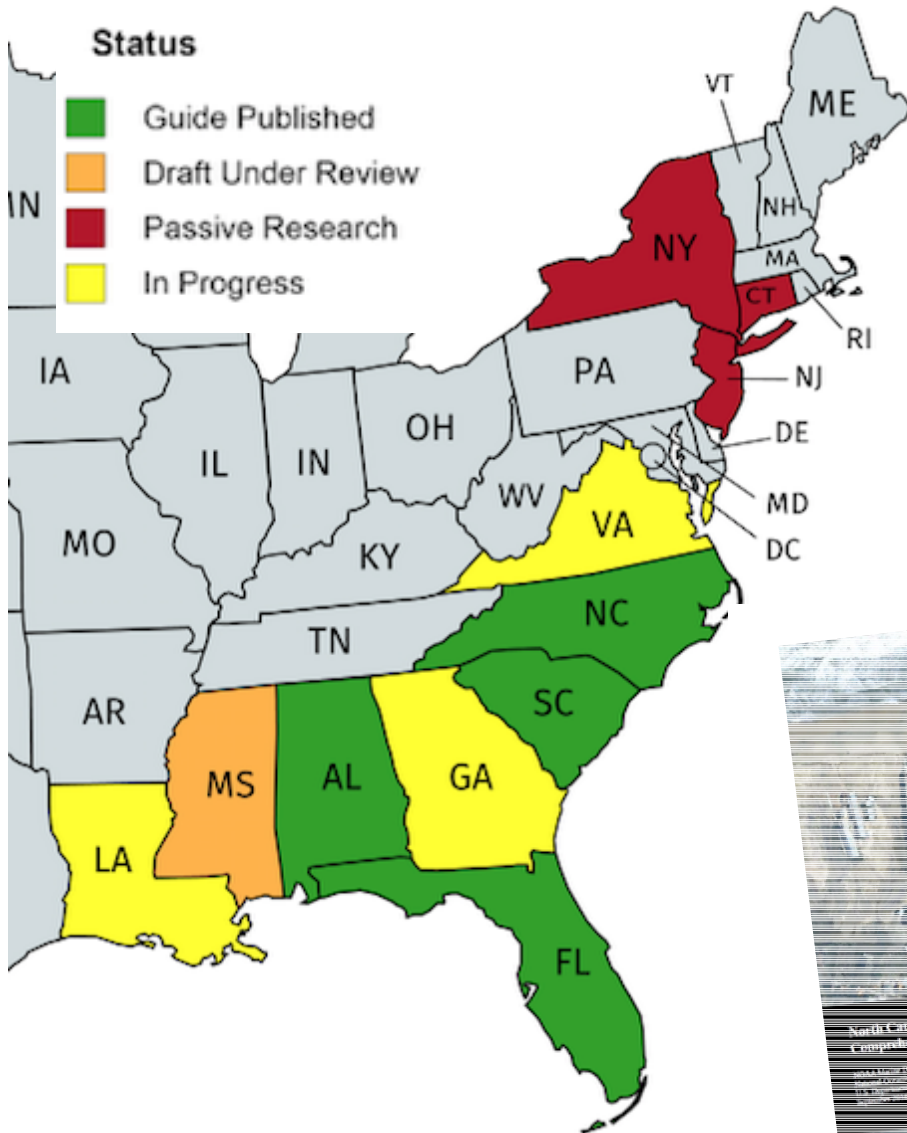 Status
Guide Published
Draft Under Review
Passive Research
In Progress
VT
ME
NH
NY
MA
CT
RI
IA
PA
NJ
OH
DE
IL
IN
WV
MD
MO
VA
DC
KY
NC
TN
AR
SC
MS
AL
GA
LA
FL